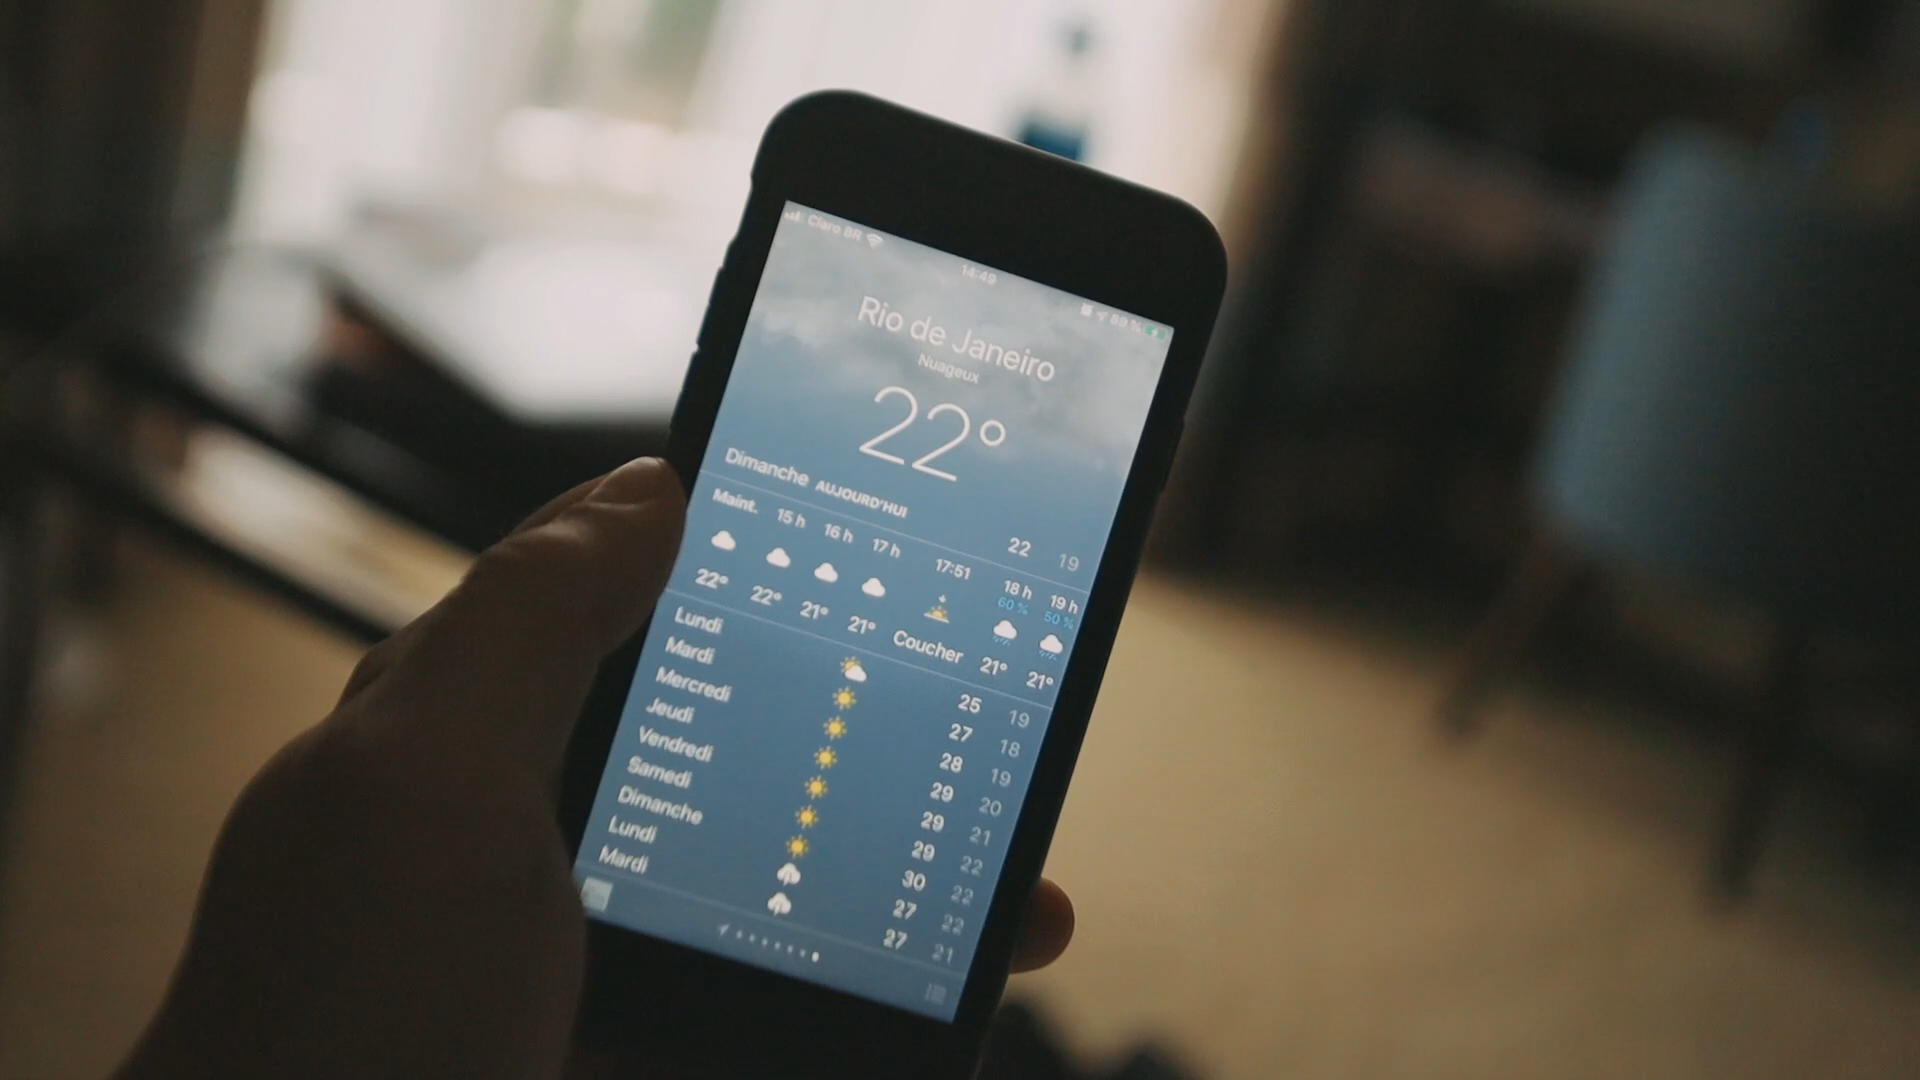 Claro BR
14:49
89 %
Rio de Janeiro
Nuageux
22°
Dimanche AUJOURD'HUI 22 19
Maint. 15 h 16 h 17 h 17:51 18 h 19 h
60 % 50 %
22° 22° 21° 21° Coucher 21° 21°
Lundi 25 19
Mardi 27 18
Mercredi 28 19
Jeudi 29 20
Vendredi 29 21
Samedi 29 22
Dimanche 30 22
Lundi 27 22
Mardi 27 21